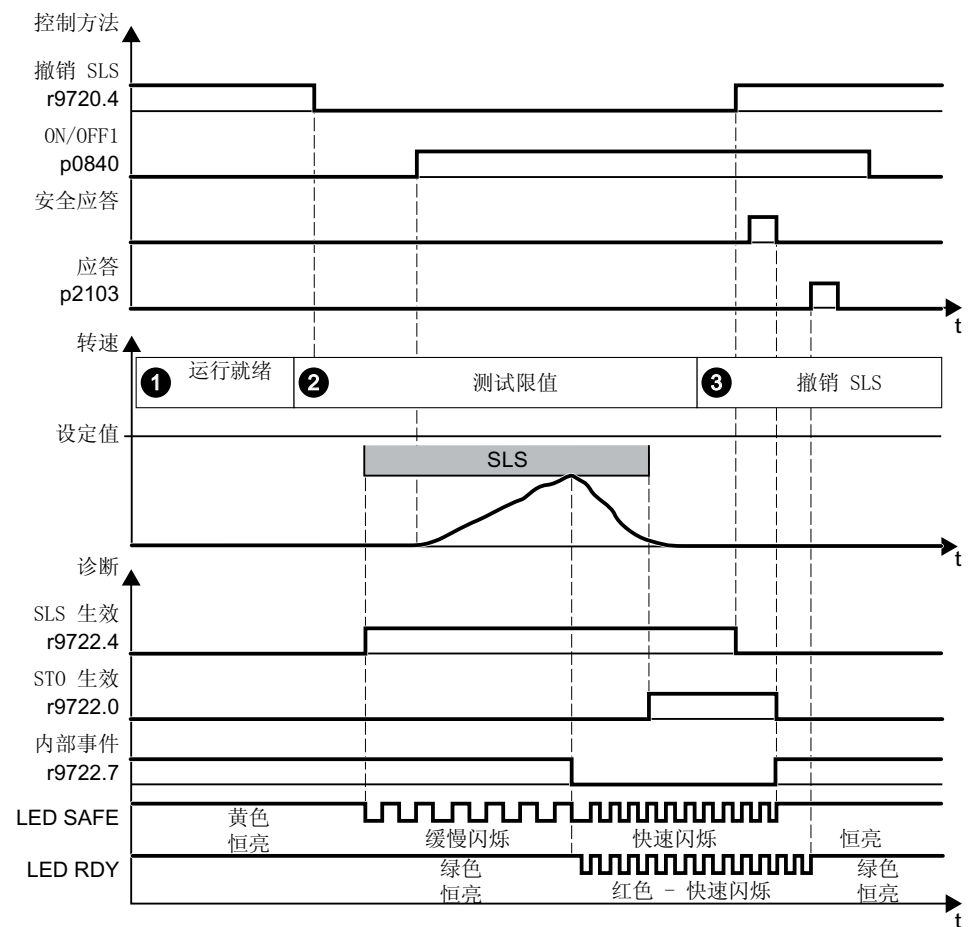 控制方法
撤销 SLS
r9720.4
ON/OFF1
p0840
安全应答
应答
p2103
t
转速
1 运行就绪 2 测试限值 3 撤销 SLS
设定值
SLS
t
诊断
SLS 生效
r9722.4
STO 生效
r9722.0
内部事件
r9722.7
LED SAFE
黄色
恒亮
缓慢闪烁 快速闪烁 恒亮
LED RDY
绿色
恒亮
红色 - 快速闪烁
绿色
恒亮
t